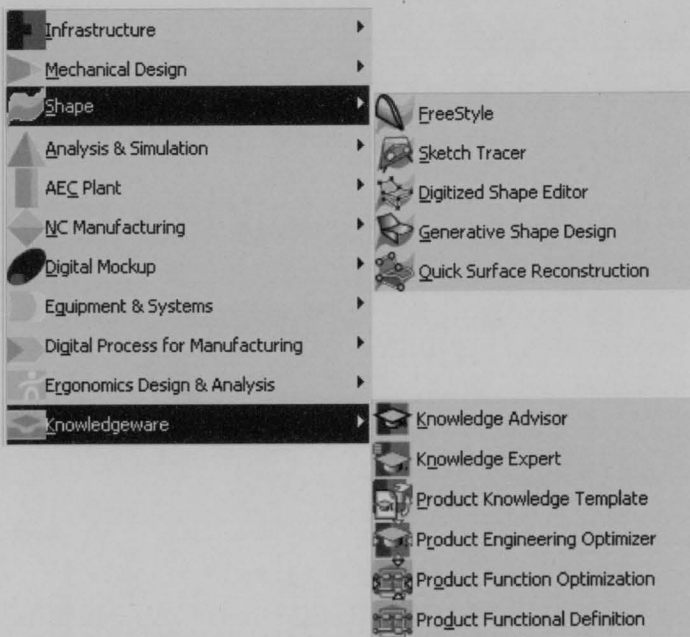 Infrastructure
Mechanical Design
Shape
Analysis & Simulation
AEC Plant
NC Manufacturing
Digital Mockup
Equipment & Systems
Digital Process for Manufacturing
Ergonomics Design & Analysis
Knowledgeware
FreeStyle
Sketch Tracer
Digitized Shape Editor
Generative Shape Design
Quick Surface Reconstruction
Knowledge Advisor
Knowledge Expert
Product Knowledge Template
Product Engineering Optimizer
Product Function Optimization
Product Functional Definition